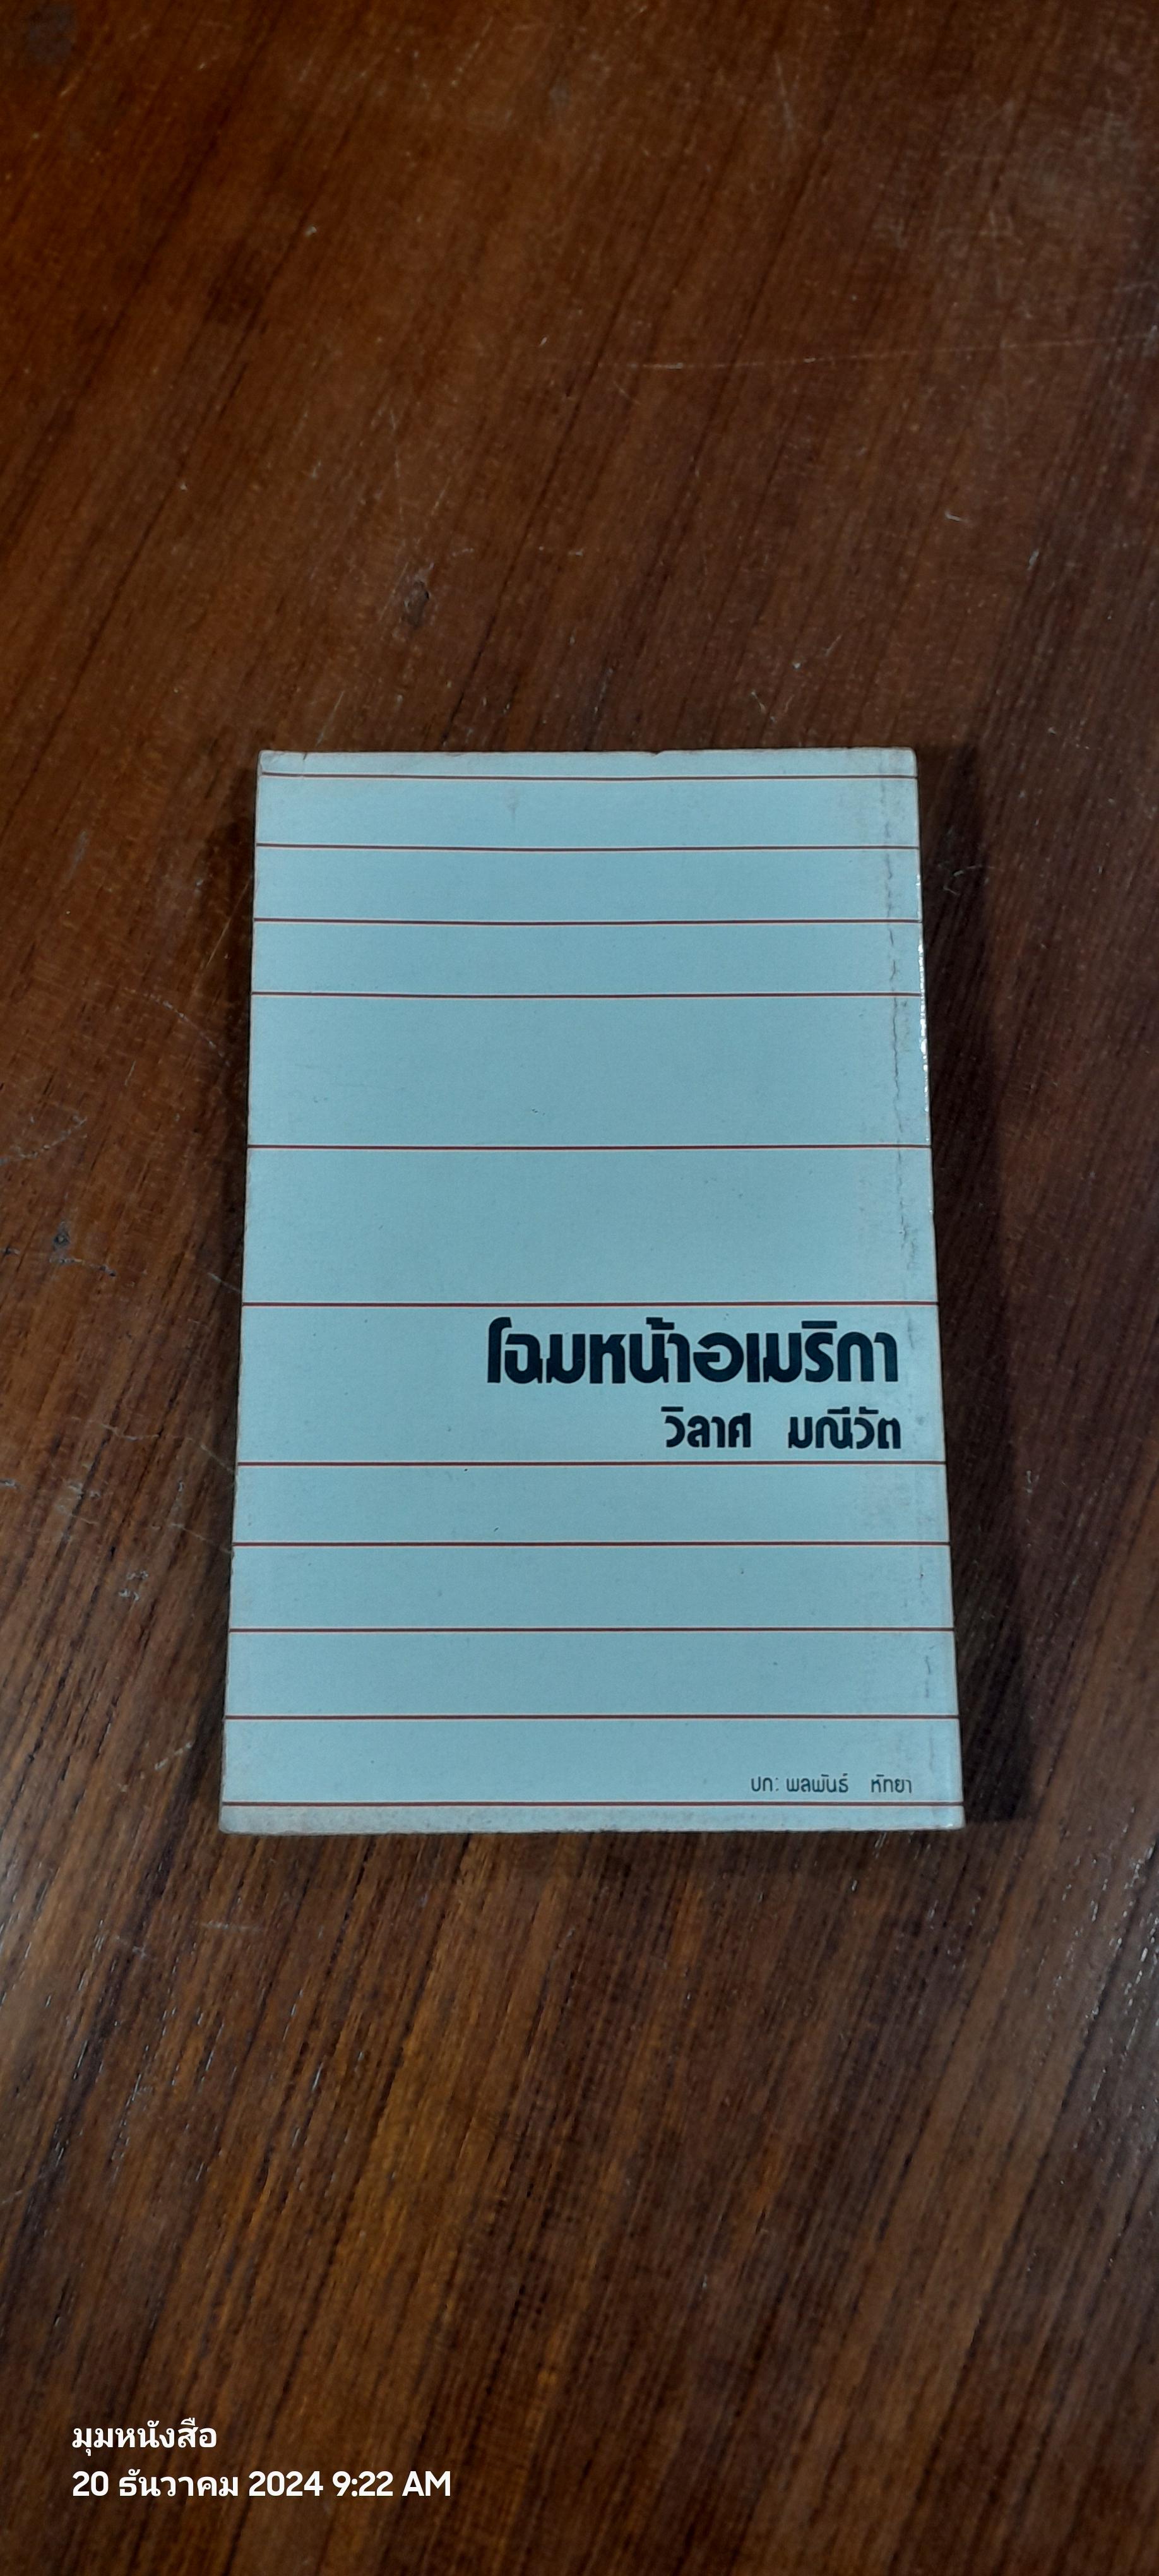 โฉมหน้าอเมริกา
วิลาศ มณีวัต
ปก: พลพันธ์ หัทยา
มุมหนังสือ
20 ธันวาคม 2024 9:22 AM